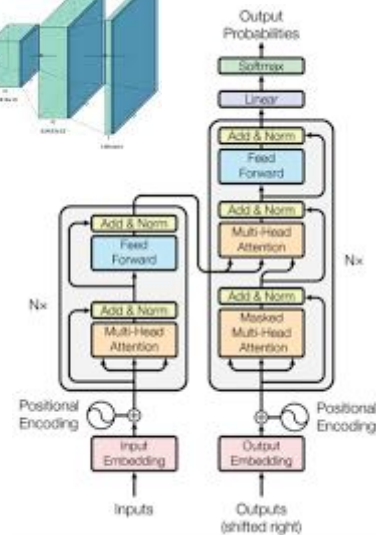 Output
Probabilities
Softmax
Linear
Add & Norm
Feed
Forward
Add & Norm
Multi-Head
Attention
Add & Norm
Masked
Multi-Head
Attention
Nx
Add & Norm
Feed
Forward
Add & Norm
Multi-Head
Attention
Nx
Positional
Encoding
Positional
Encoding
Input
Embedding
Output
Embedding
Inputs
Outputs
(shifted right)